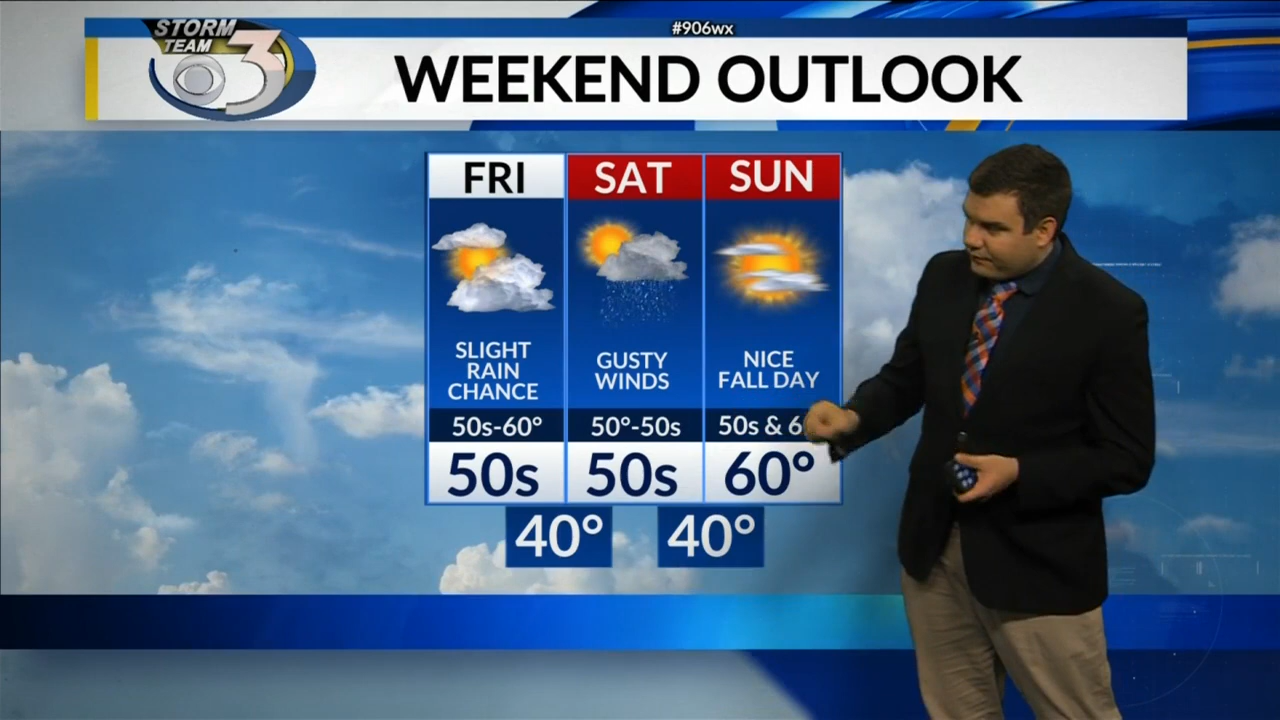 #906wx
STORM
TEAM
3
WEEKEND OUTLOOK
FRI
SAT
SUN
SLIGHT
RAIN
CHANCE
GUSTY
WINDS
NICE
FALL DAY
50s-60°
50°-50s
50s & 6
50s
50s
60°
40°
40°